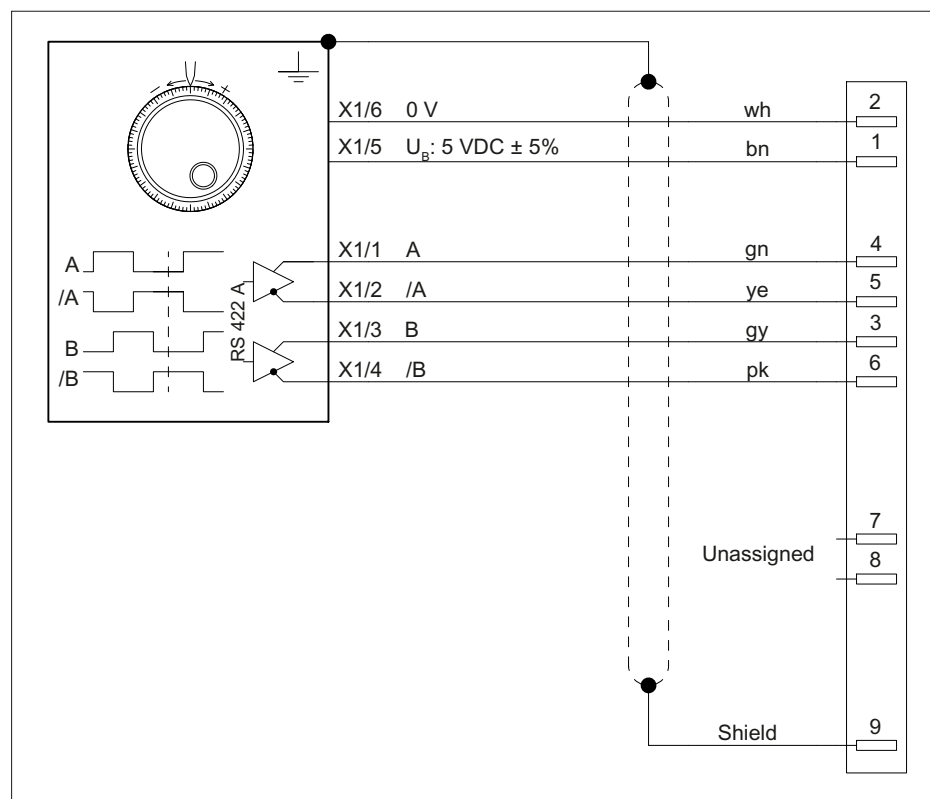 − +
X1/6 0 V wh 2
X1/5 U_B: 5 VDC ± 5% bn 1
X1/1 A gn 4
X1/2 /A ye 5
X1/3 B gy 3
X1/4 /B pk 6
A
/A
B
/B
RS 422 A
7
Unassigned
8
Shield 9